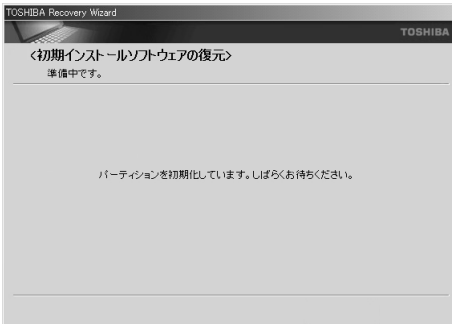 TOSHIBA Recovery Wizard
TOSHIBA
<初期インストールソフトウェアの復元>
準備中です。
パーティションを初期化しています。しばらくお待ちください。